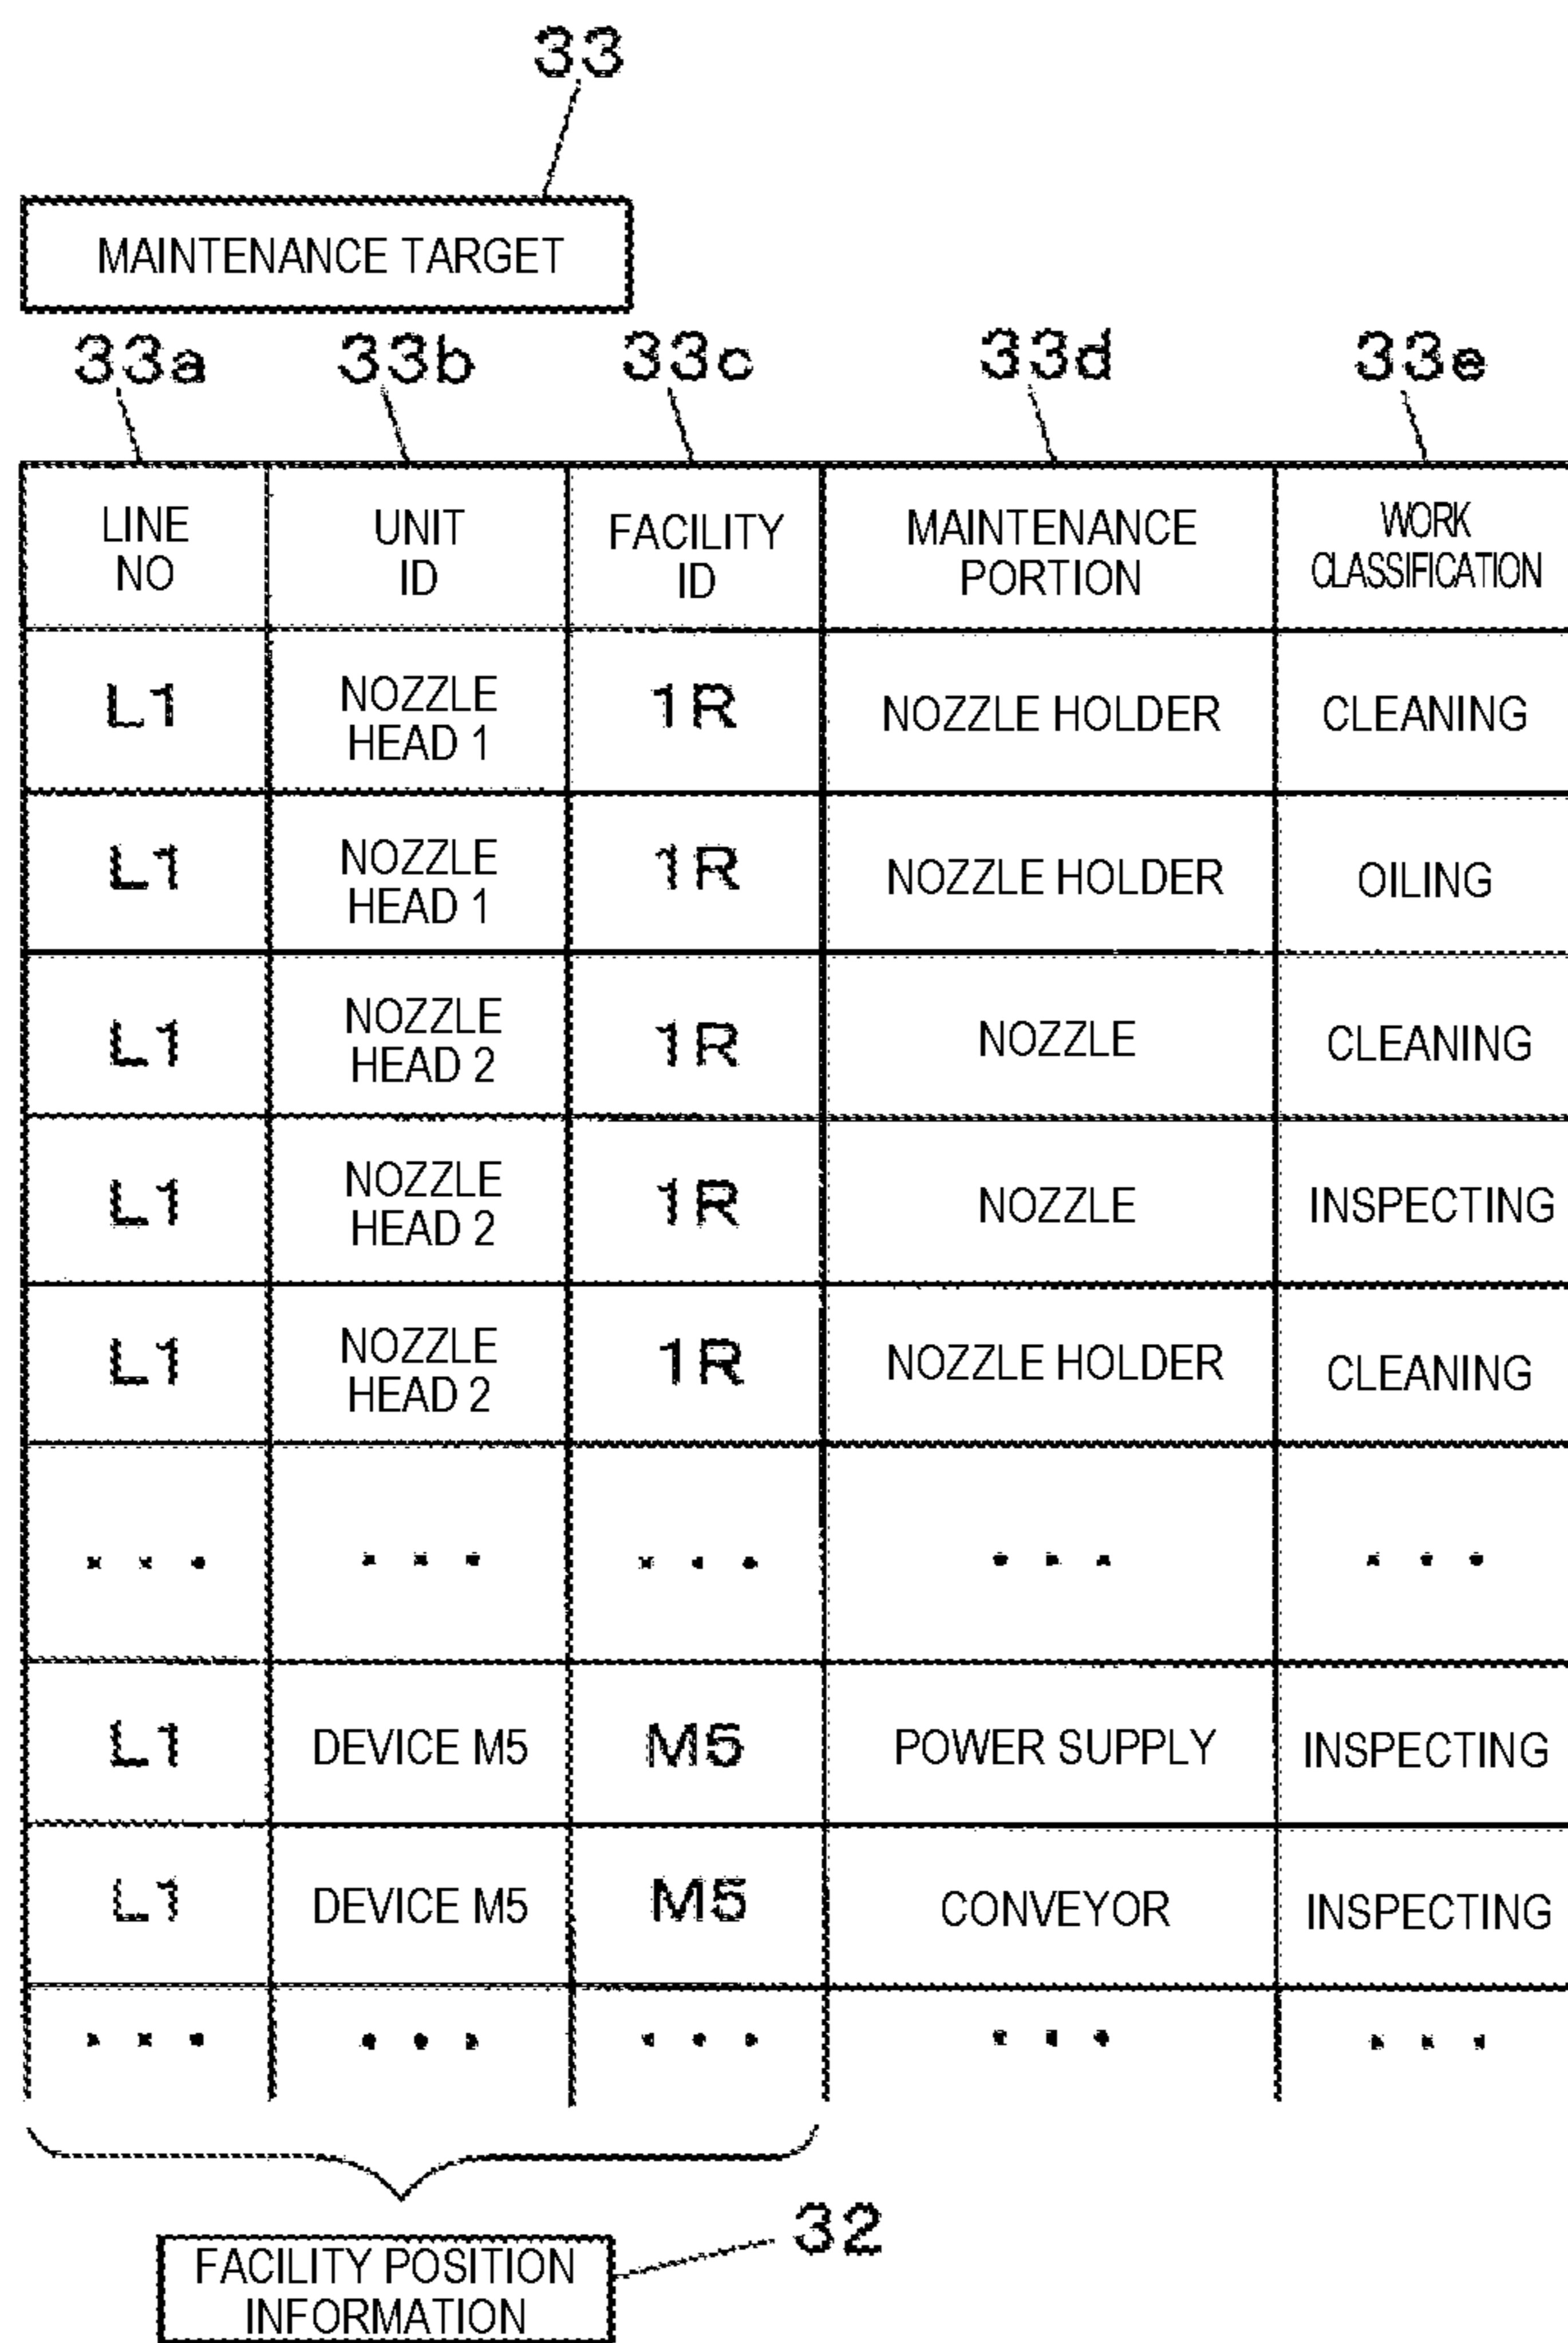 33
MAINTENANCE TARGET
33a 33b 33c 33d 33e
LINE NO UNIT ID FACILITY ID MAINTENANCE PORTION WORK CLASSIFICATION
L1 NOZZLE HEAD 1 1R NOZZLE HOLDER CLEANING
L1 NOZZLE HEAD 1 1R NOZZLE HOLDER OILING
L1 NOZZLE HEAD 2 1R NOZZLE CLEANING
L1 NOZZLE HEAD 2 1R NOZZLE INSPECTING
L1 NOZZLE HEAD 2 1R NOZZLE HOLDER CLEANING
... ... ... ... ...
L1 DEVICE M5 M5 POWER SUPPLY INSPECTING
L1 DEVICE M5 M5 CONVEYOR INSPECTING
... ... ... ... ...
32
FACILITY POSITION
INFORMATION